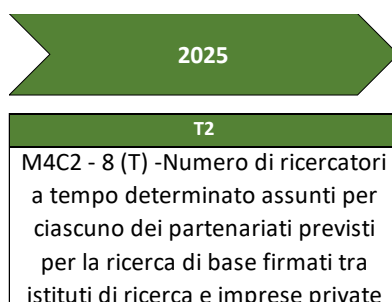 2025
T2
M4C2 - 8 (T) -Numero di ricercatori
a tempo determinato assunti per
ciascuno dei partenariati previsti
per la ricerca di base firmati tra
istituti di ricerca e imprese private